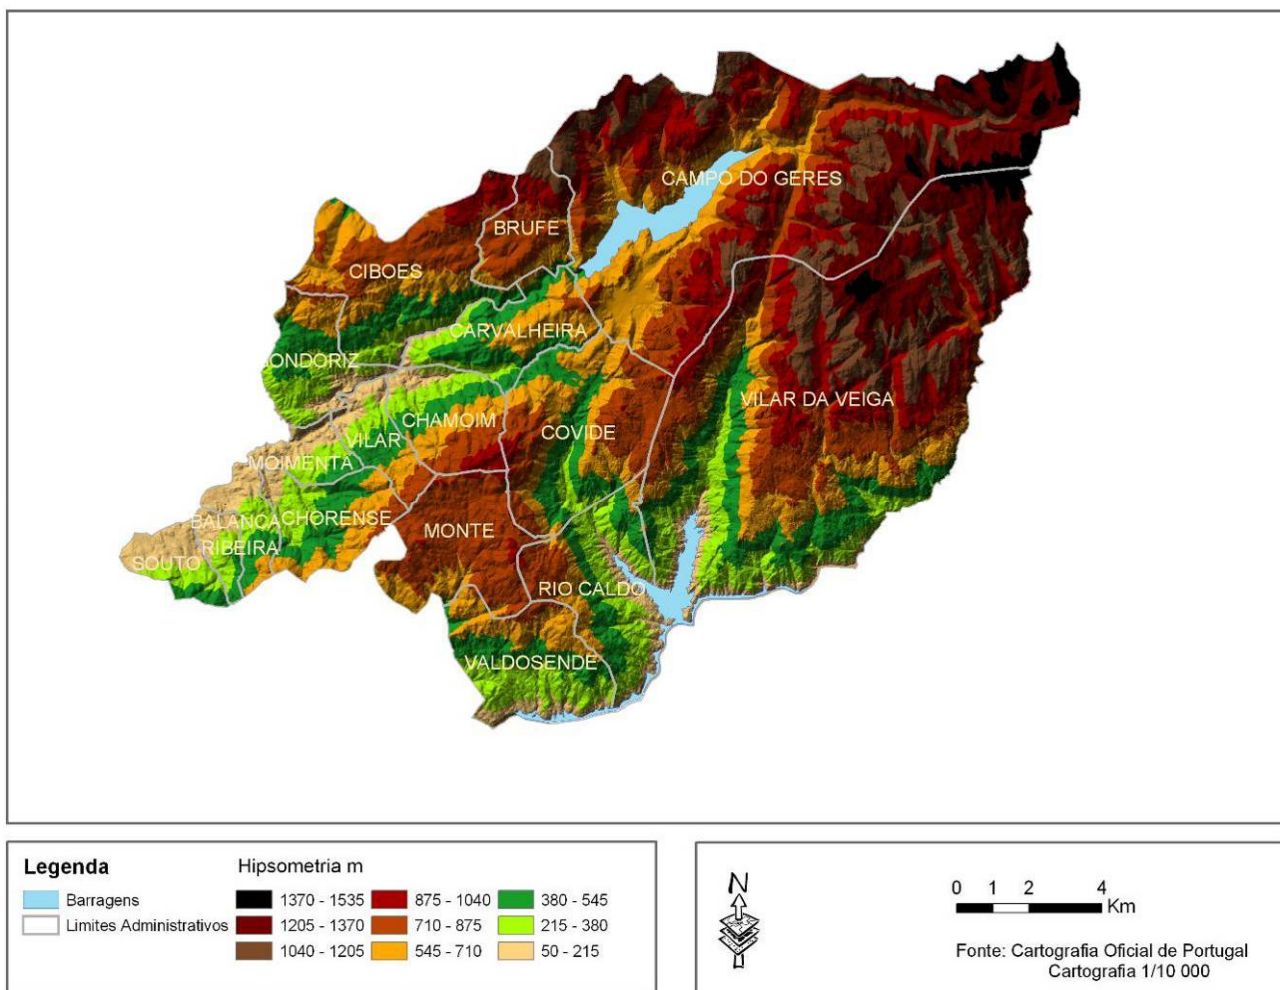 CAMPO DO GERES
BRUFE
CIBOES
CARVALHEIRA
ONDORIZ
VILAR DA VEIGA
CHAMOIM
COVIDE
VILAR
MOIMENTA
BALANCA
CHORENSE
MONTE
RIBEIRA
SOUTO
RIO CALDO
VALDOSENDE
Legenda
Barragens
Limites Administrativos
Hipsometria m
1370 - 1535
1205 - 1370
1040 - 1205
875 - 1040
710 - 875
545 - 710
380 - 545
215 - 380
50 - 215
N
0 1 2 4
Km
Fonte: Cartografia Oficial de Portugal
Cartografia 1/10 000